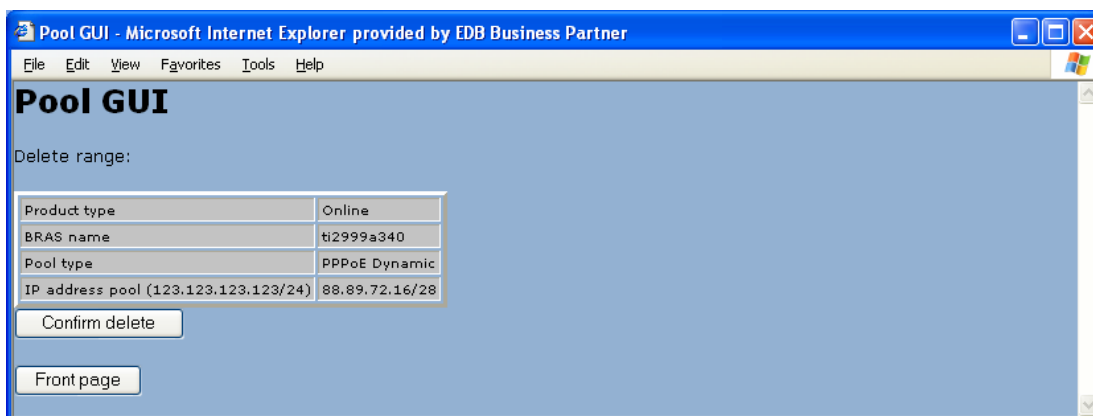 Pool GUI - Microsoft Internet Explorer provided by EDB Business Partner
File Edit View Favorites Tools Help
Pool GUI
Delete range:
Product type Online
BRAS name ti2999a340
Pool type PPPoE Dynamic
IP address pool (123.123.123.123/24) 88.89.72.16/28
Confirm delete
Front page